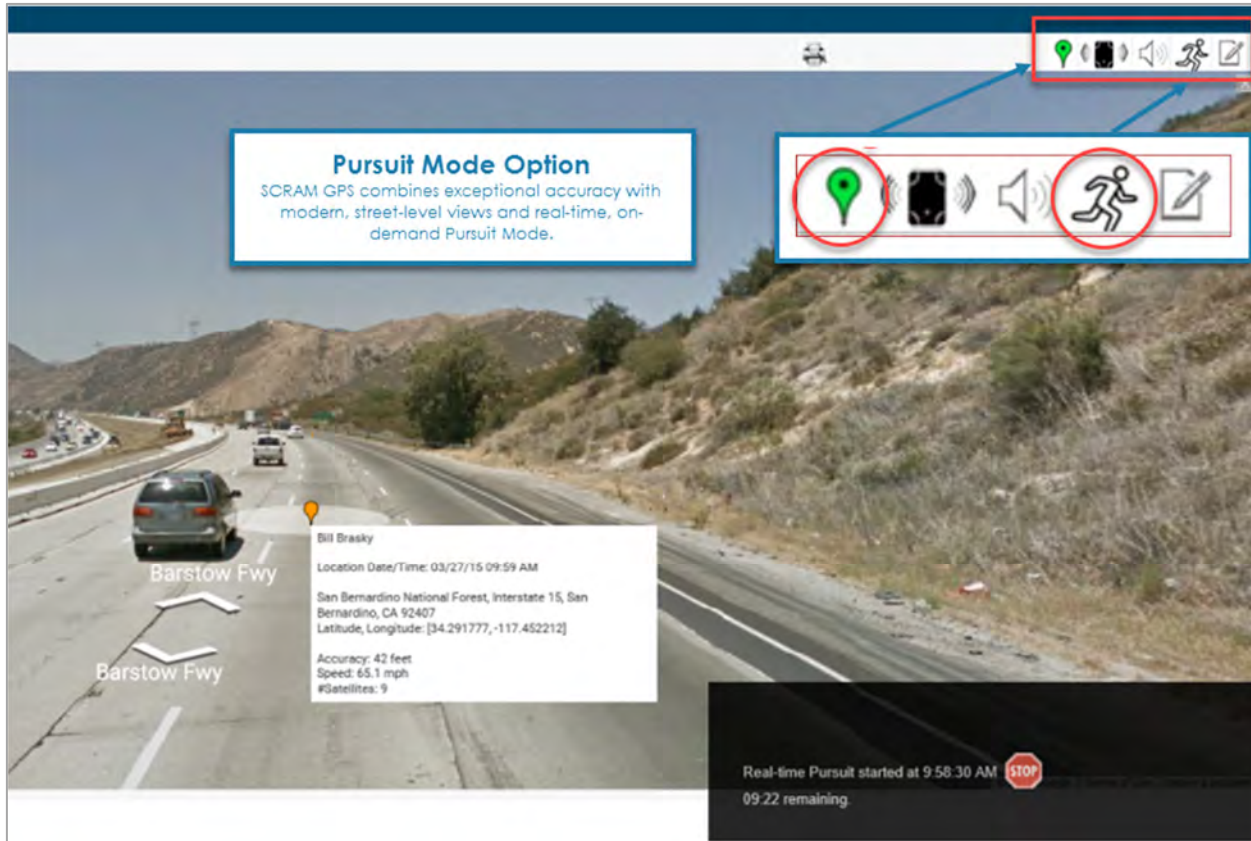 Pursuit Mode Option
SCRAM GPS combines exceptional accuracy with
modern, street-level views and real-time, on-
demand Pursuit Mode.
Bill Brasky
Location Date/Time: 03/27/15 09:59 AM
San Bernardino National Forest, Interstate 15, San
Bernardino, CA 92407
Latitude, Longitude: [34.291777,-117.452212]
Accuracy: 42 feet
Speed: 65.1 mph
#Satellites: 9
Barstow Fwy
Barstow Fwy
Real-time Pursuit started at 9:58:30 AM STOP
09:22 remaining.